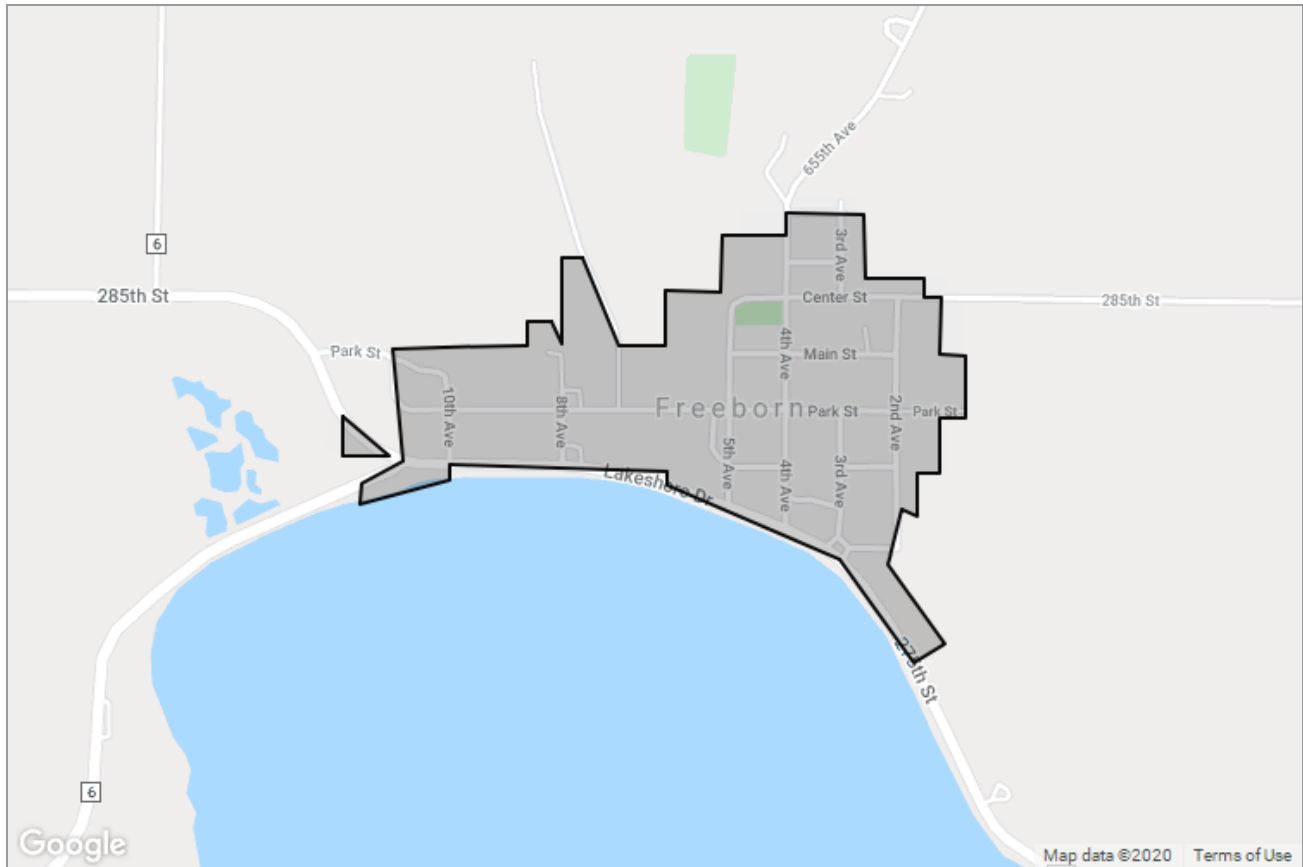 655th Ave
3rd Ave
6
285th St
Center St
285th St
4th Ave
Park St
Main St
10th Ave
8th Ave
Freeborn
Park St
2nd Ave
Park St
5th Ave
4th Ave
3rd Ave
Lakeshore Dr
275th St
6
Google
Map data ©2020 Terms of Use